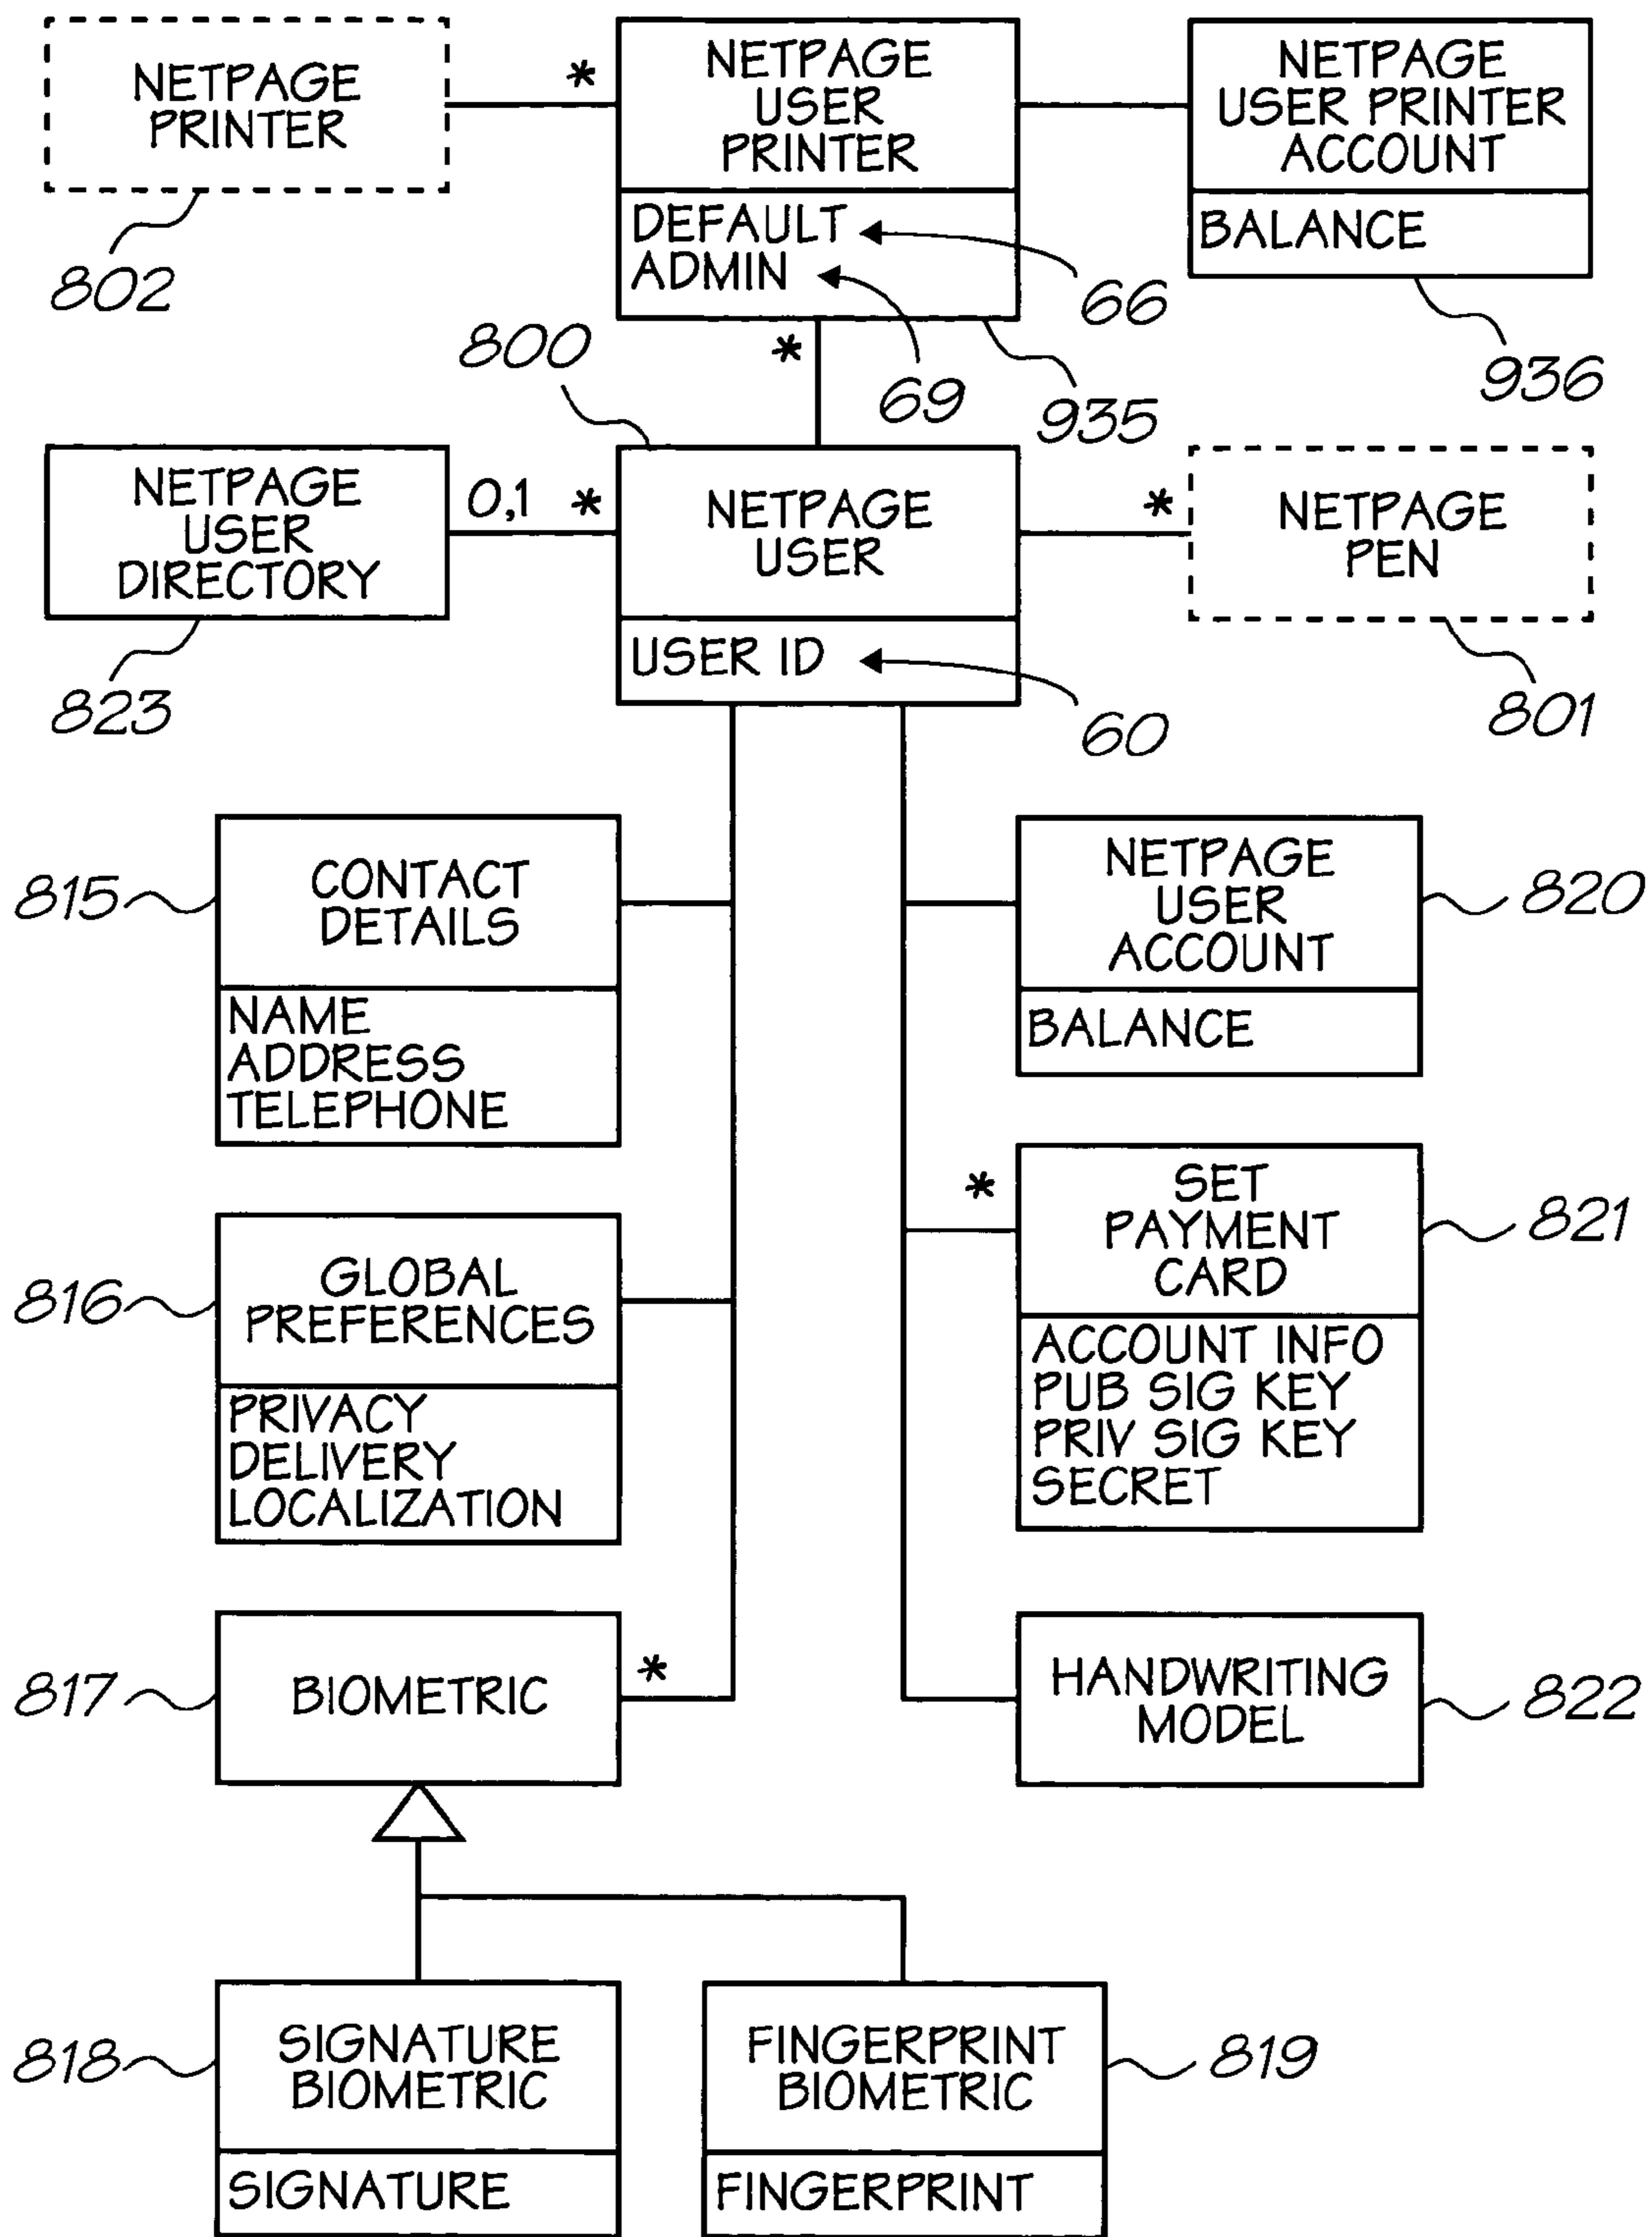 NETPAGE
PRINTER
802
*
NETPAGE
USER
PRINTER
DEFAULT
ADMIN
66
69
935
*
NETPAGE
USER PRINTER
ACCOUNT
BALANCE
936
800
NETPAGE
USER
DIRECTORY
823
0,1 *
NETPAGE
USER
USER ID
60
*
NETPAGE
PEN
801
815
CONTACT
DETAILS
NAME
ADDRESS
TELEPHONE
NETPAGE
USER
ACCOUNT
BALANCE
820
816
GLOBAL
PREFERENCES
PRIVACY
DELIVERY
LOCALIZATION
*
SET
PAYMENT
CARD
ACCOUNT INFO
PUB SIG KEY
PRIV SIG KEY
SECRET
821
817
BIOMETRIC
*
HANDWRITING
MODEL
822
818
SIGNATURE
BIOMETRIC
SIGNATURE
FINGERPRINT
BIOMETRIC
FINGERPRINT
819